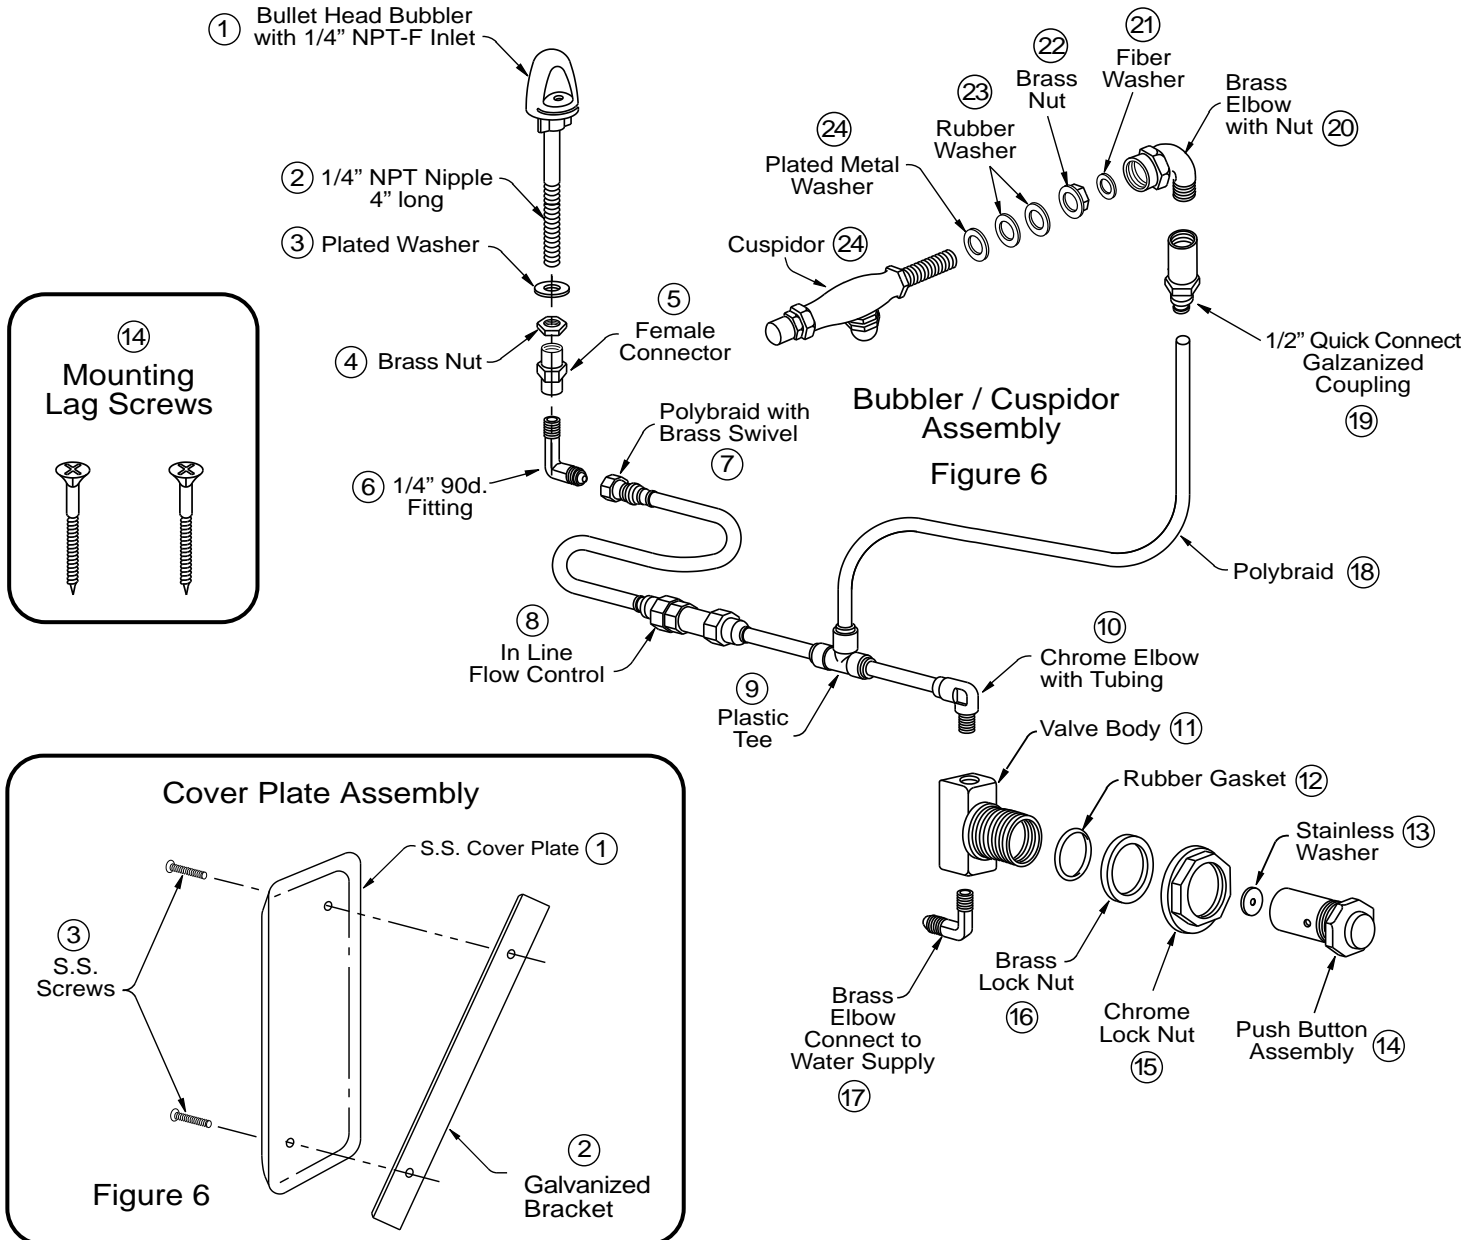 ① Bullet Head Bubbler
with 1/4” NPT-F Inlet
② 1/4” NPT Nipple
4” long
③ Plated Washer
④ Brass Nut
⑤
Female
Connector
⑥ 1/4” 90d.
Fitting
Polybraid with
Brass Swivel
⑦
⑧
In Line
Flow Control
⑨
Plastic
Tee
⑩
Chrome Elbow
with Tubing
Valve Body ⑪
Rubber Gasket ⑫
Stainless ⑬
Washer
Push Button ⑭
Assembly
Chrome
Lock Nut
⑮
Brass
Lock Nut
⑯
Brass
Elbow
Connect to
Water Supply
⑰
Polybraid ⑱
1/2” Quick Connect
Galzanized
Coupling
⑲
Brass
Elbow
with Nut ⑳
㉑
Fiber
Washer
㉒
Brass
Nut
㉓
Rubber
Washer
㉔
Plated Metal
Washer
Cuspidor ㉔
Bubbler / Cuspidor
Assembly
Figure 6
⑭
Mounting
Lag Screws
Cover Plate Assembly
S.S. Cover Plate ①
③
S.S.
Screws
②
Galvanized
Bracket
Figure 6